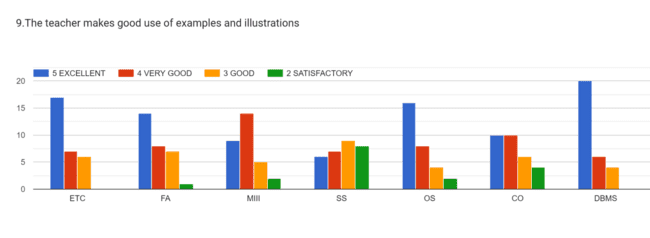 9.The teacher makes good use of examples and illustrations
5 EXCELLENT 4 VERY GOOD 3 GOOD 2 SATISFACTORY
20
15
10
5
0
ETC FA MIII SS OS CO DBMS